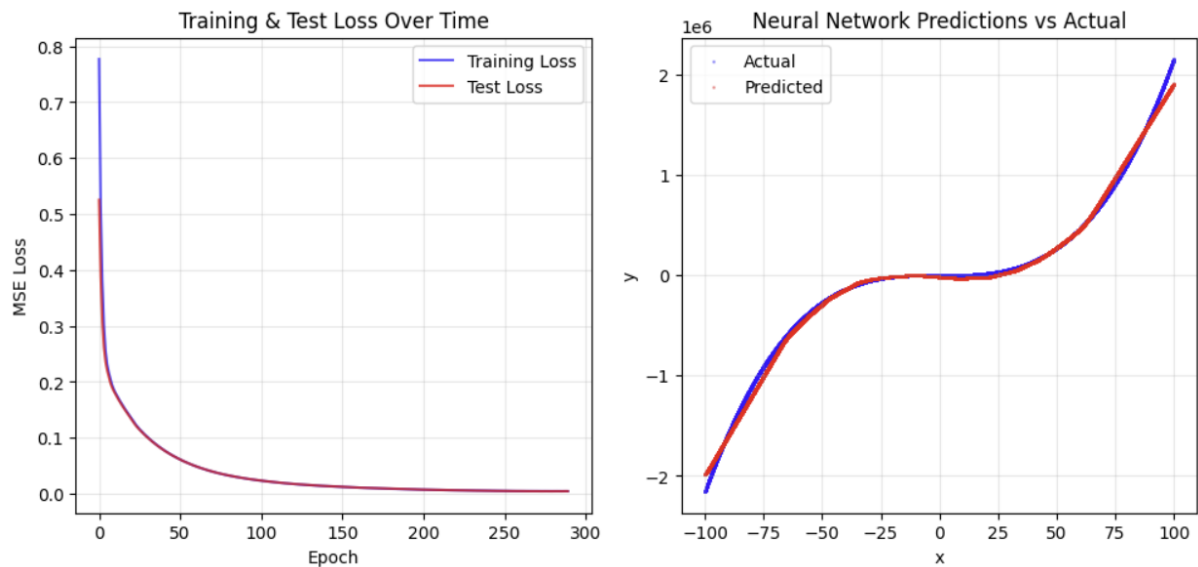 Training & Test Loss Over Time
0.8
0.7
0.6
0.5
0.4
0.3
0.2
0.1
0.0
MSE Loss
Training Loss
Test Loss
0
50
100
150
200
250
300
Epoch
Neural Network Predictions vs Actual
1e6
Actual
Predicted
2
1
0
−1
−2
y
−100
−75
−50
−25
0
25
50
75
100
x